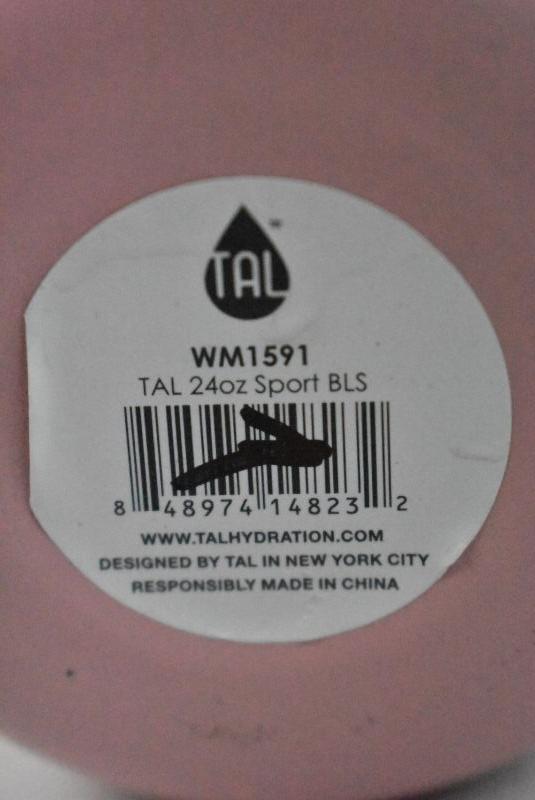 TAL™
WM1591
TAL 24oz Sport BLS
8 48974 14823 2
WWW.TALHYDRATION.COM
DESIGNED BY TAL IN NEW YORK CITY
RESPONSIBLY MADE IN CHINA